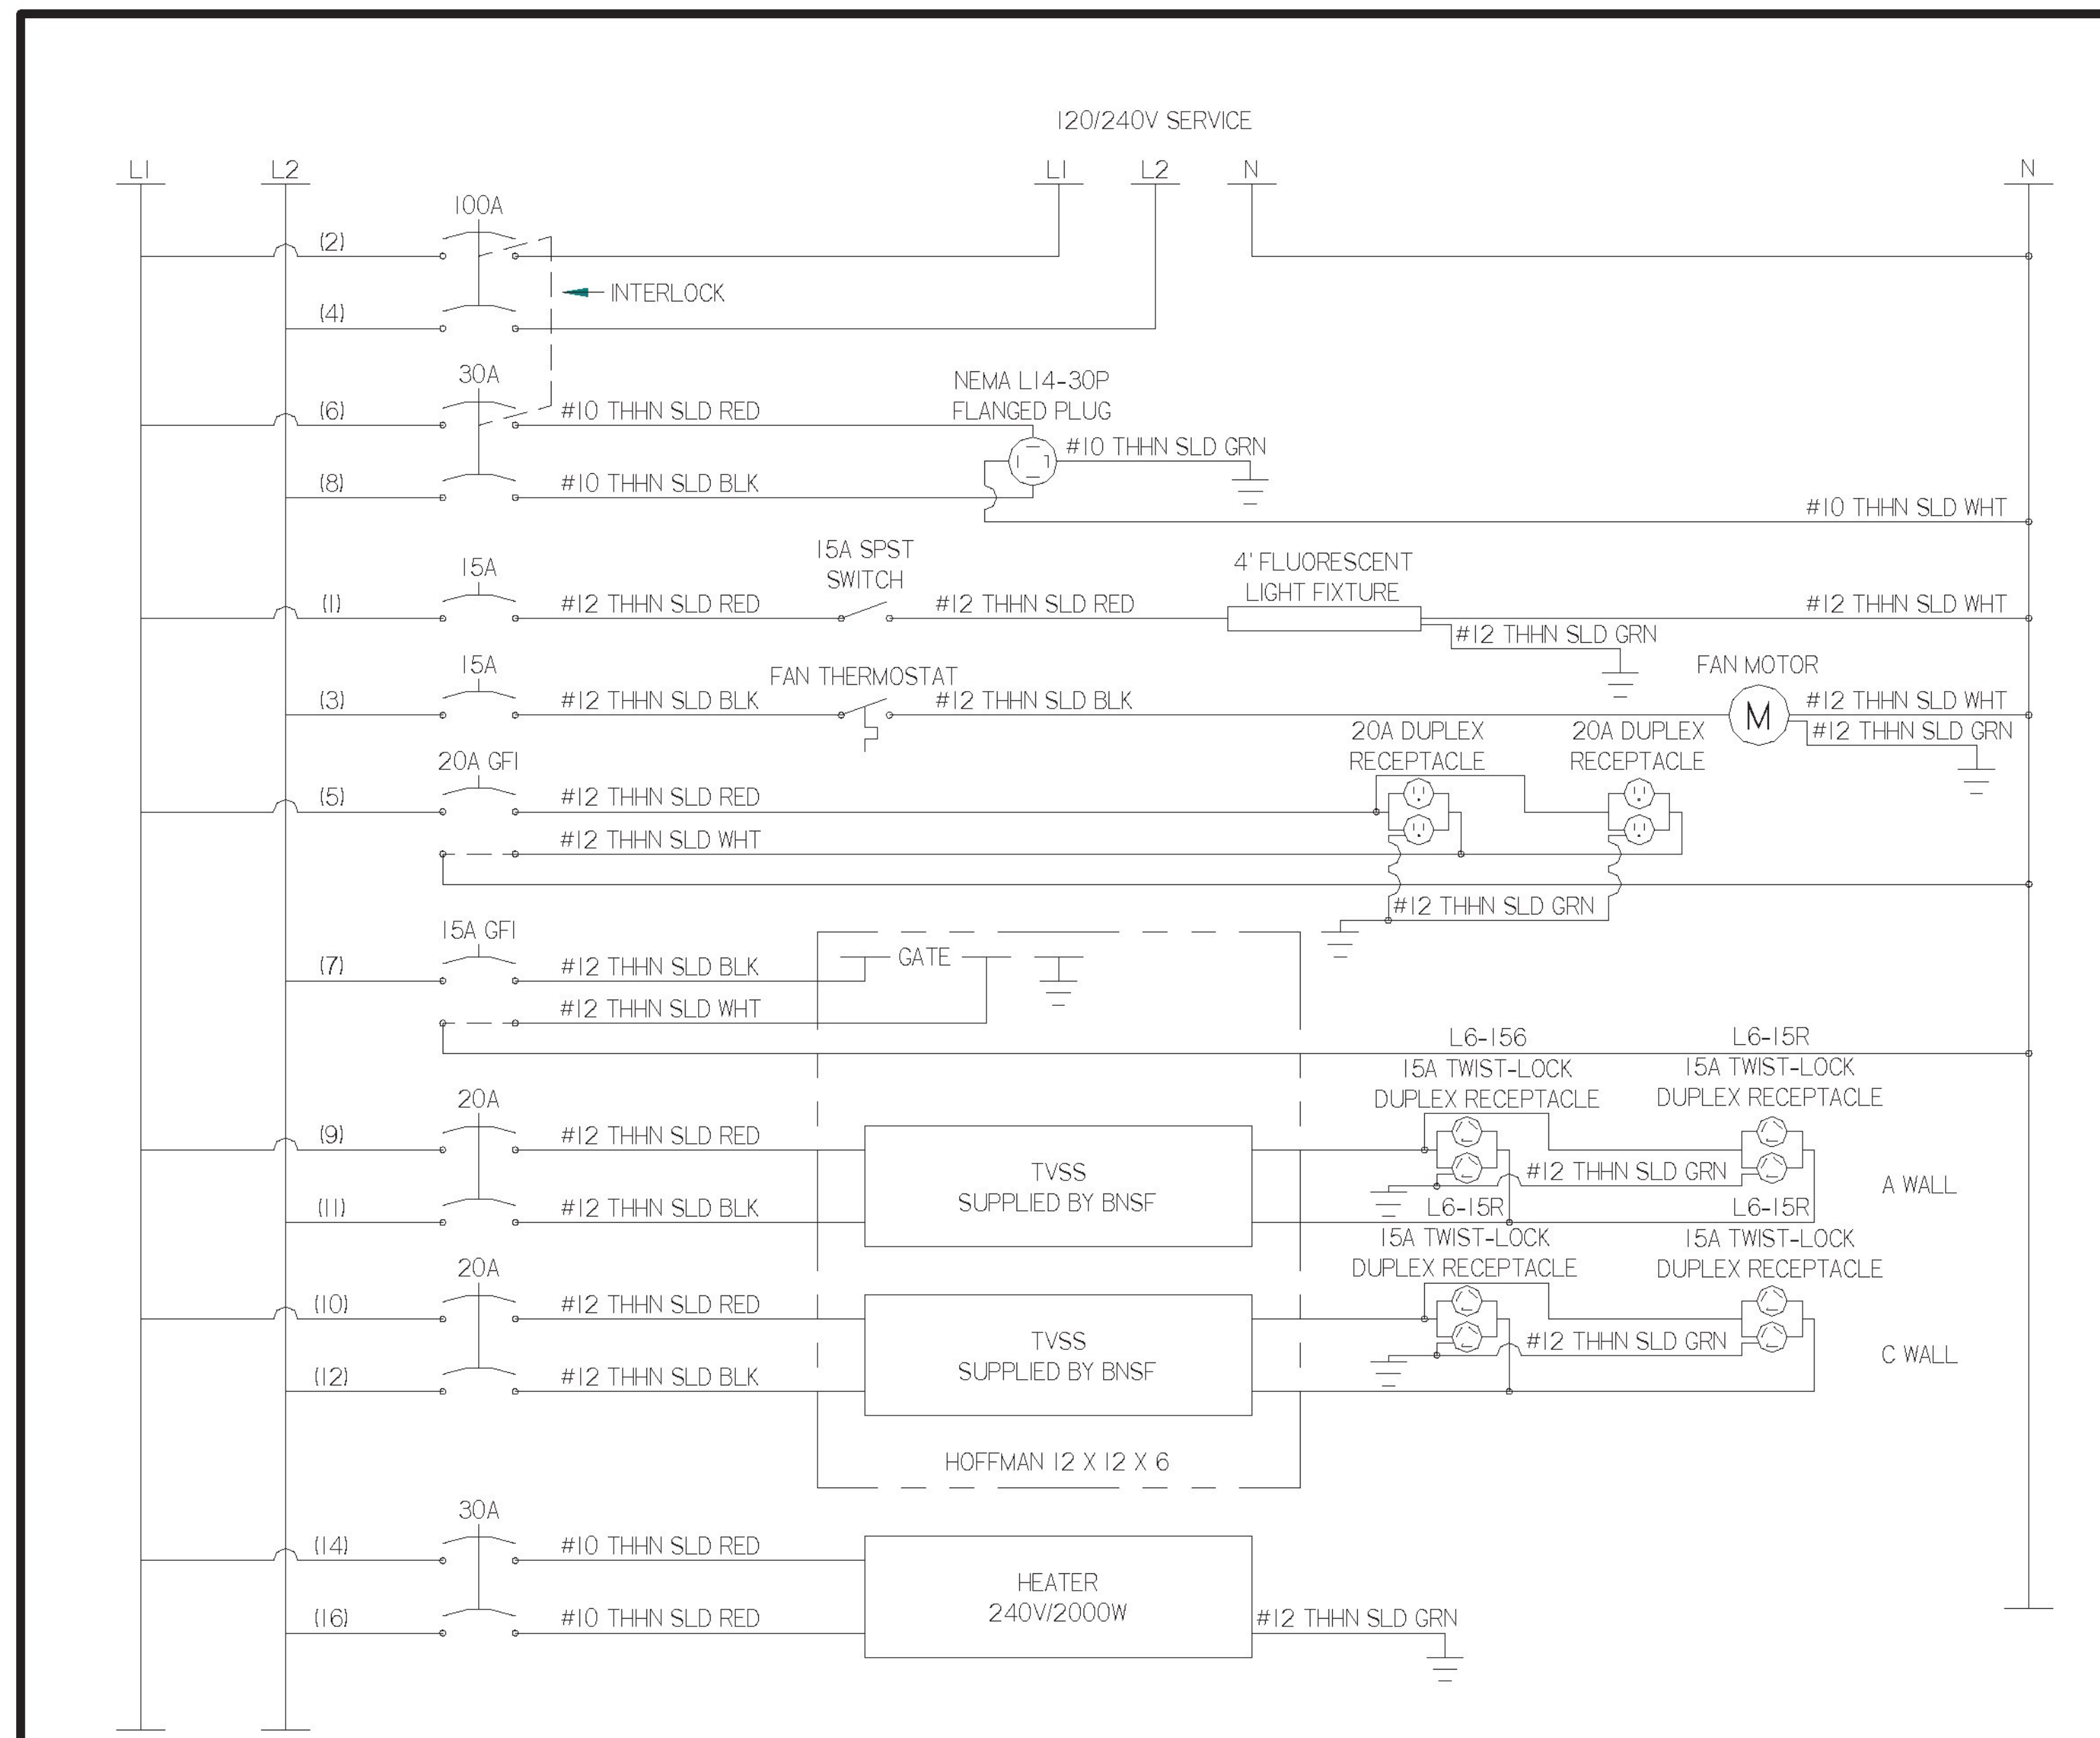 120/240V SERVICE
L1 L2 L1 L2 N N
100A
(2)
INTERLOCK
(4)
30A
NEMA L14-30P
FLANGED PLUG
(6) #10 THHN SLD RED
#10 THHN SLD GRN
(8) #10 THHN SLD BLK
#10 THHN SLD WHT
15A SPST
SWITCH
4' FLUORESCENT
LIGHT FIXTURE
15A
(1) #12 THHN SLD RED #12 THHN SLD RED #12 THHN SLD WHT
#12 THHN SLD GRN
15A FAN THERMOSTAT FAN MOTOR
(3) #12 THHN SLD BLK #12 THHN SLD BLK M #12 THHN SLD WHT
#12 THHN SLD GRN
20A DUPLEX
RECEPTACLE
20A DUPLEX
RECEPTACLE
20A GFI
(5) #12 THHN SLD RED
#12 THHN SLD WHT
#12 THHN SLD GRN
15A GFI
GATE
(7) #12 THHN SLD BLK
#12 THHN SLD WHT
L6-156
15A TWIST-LOCK
DUPLEX RECEPTACLE
L6-15R
15A TWIST-LOCK
DUPLEX RECEPTACLE
20A
(9) #12 THHN SLD RED
TVSS
SUPPLIED BY BNSF
#12 THHN SLD GRN
A WALL
(11) #12 THHN SLD BLK
L6-15R
15A TWIST-LOCK
DUPLEX RECEPTACLE
L6-15R
15A TWIST-LOCK
DUPLEX RECEPTACLE
20A
(10) #12 THHN SLD RED
TVSS
SUPPLIED BY BNSF
#12 THHN SLD GRN
C WALL
(12) #12 THHN SLD BLK
HOFFMAN 12 X 12 X 6
30A
(14) #10 THHN SLD RED
HEATER
240V/2000W
(16) #10 THHN SLD RED
#12 THHN SLD GRN